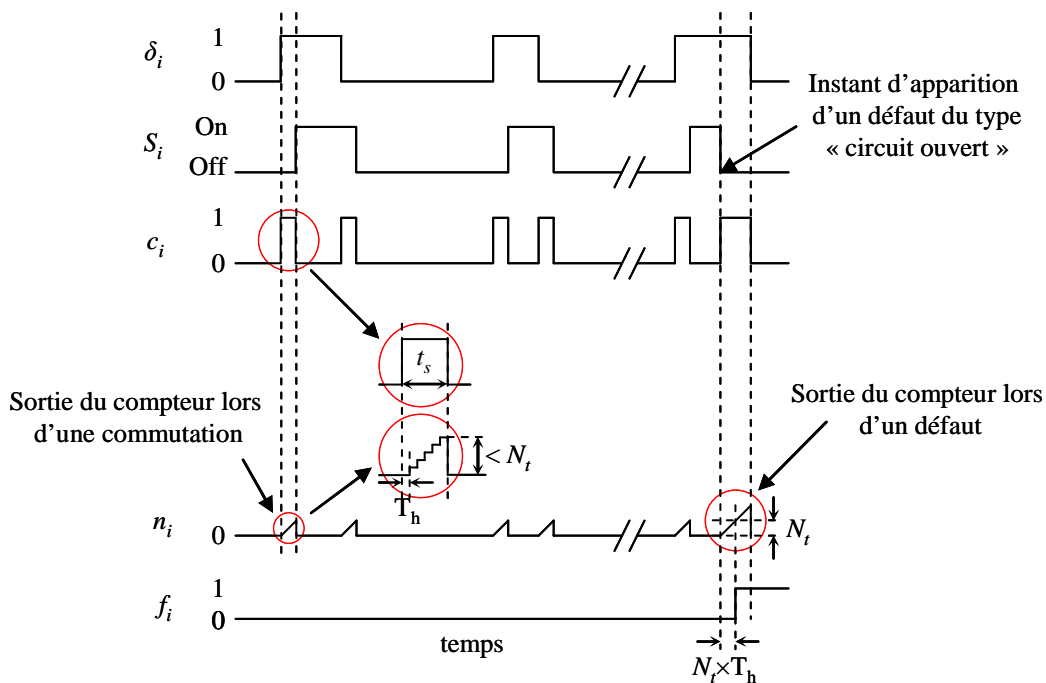 δi
1
0
Instant d’apparition
d’un défaut du type
« circuit ouvert »
Si
On
Off
ci
1
0
ts
Sortie du compteur lors
d’une commutation
Sortie du compteur lors
d’un défaut
< Nt
Th
ni
0
Nt
fi
1
0
temps
Nt×Th